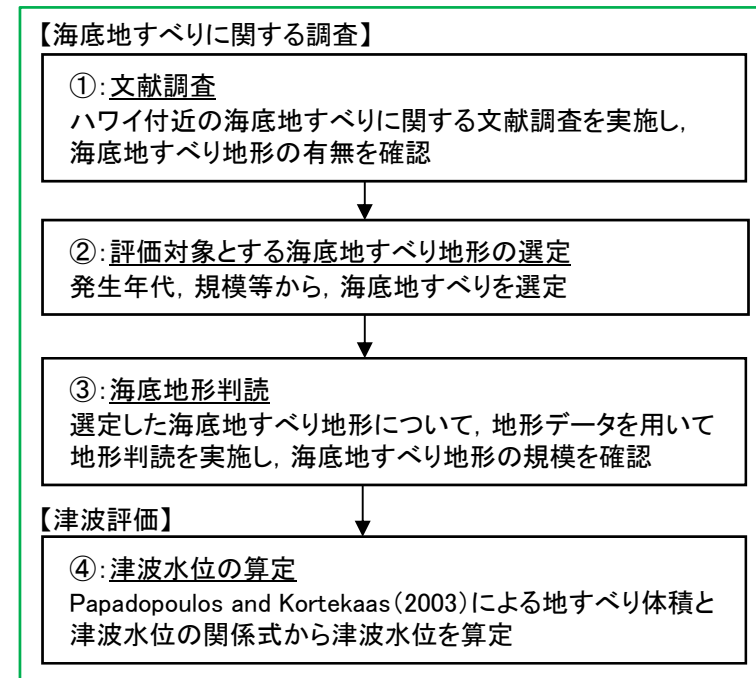 【海底地すべりに関する調査】
①:文献調査
ハワイ付近の海底地すべりに関する文献調査を実施し,
海底地すべり地形の有無を確認
②:評価対象とする海底地すべり地形の選定
発生年代,規模等から,海底地すべりを選定
③:海底地形判読
選定した海底地すべり地形について,地形データを用いて
地形判読を実施し,海底地すべり地形の規模を確認
【津波評価】
④:津波水位の算定
Papadopoulos and Kortekaas(2003)による地すべり体積と
津波水位の関係式から津波水位を算定